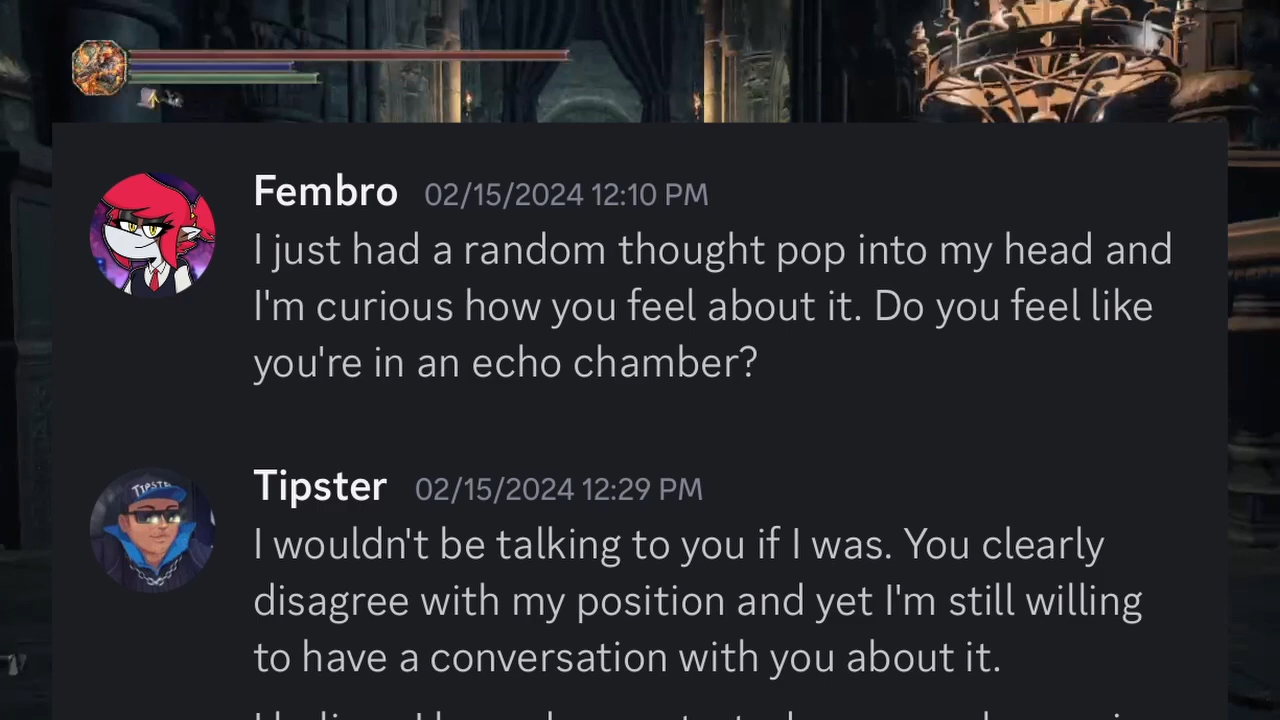 Fembro 02/15/2024 12:10 PM
I just had a random thought pop into my head and
I'm curious how you feel about it. Do you feel like
you're in an echo chamber?
Tipster 02/15/2024 12:29 PM
TIPSTER
I wouldn't be talking to you if I was. You clearly
disagree with my position and yet I'm still willing
to have a conversation with you about it.